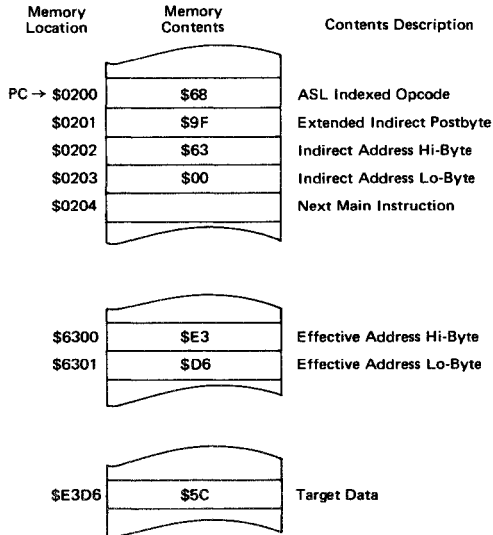 Memory Location Memory Contents Contents Description
PC → $0200 $68 ASL Indexed Opcode
$0201 $9F Extended Indirect Postbyte
$0202 $63 Indirect Address Hi-Byte
$0203 $00 Indirect Address Lo-Byte
$0204 Next Main Instruction
$6300 $E3 Effective Address Hi-Byte
$6301 $D6 Effective Address Lo-Byte
$E3D6 $5C Target Data